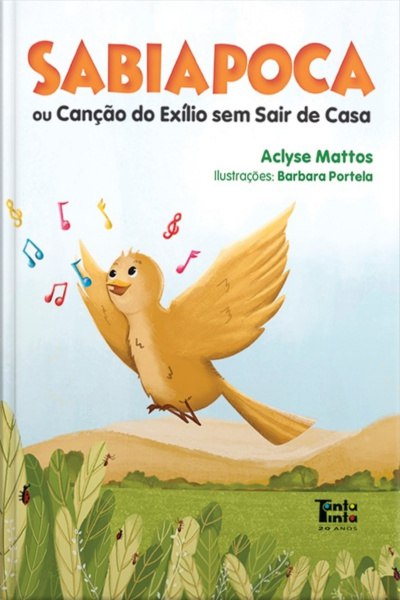 SABIAPOCA
ou Canção do Exílio sem Sair de Casa
Aclyse Mattos
Ilustrações: Barbara Portela
Tanta
Tinta
20 ANOS